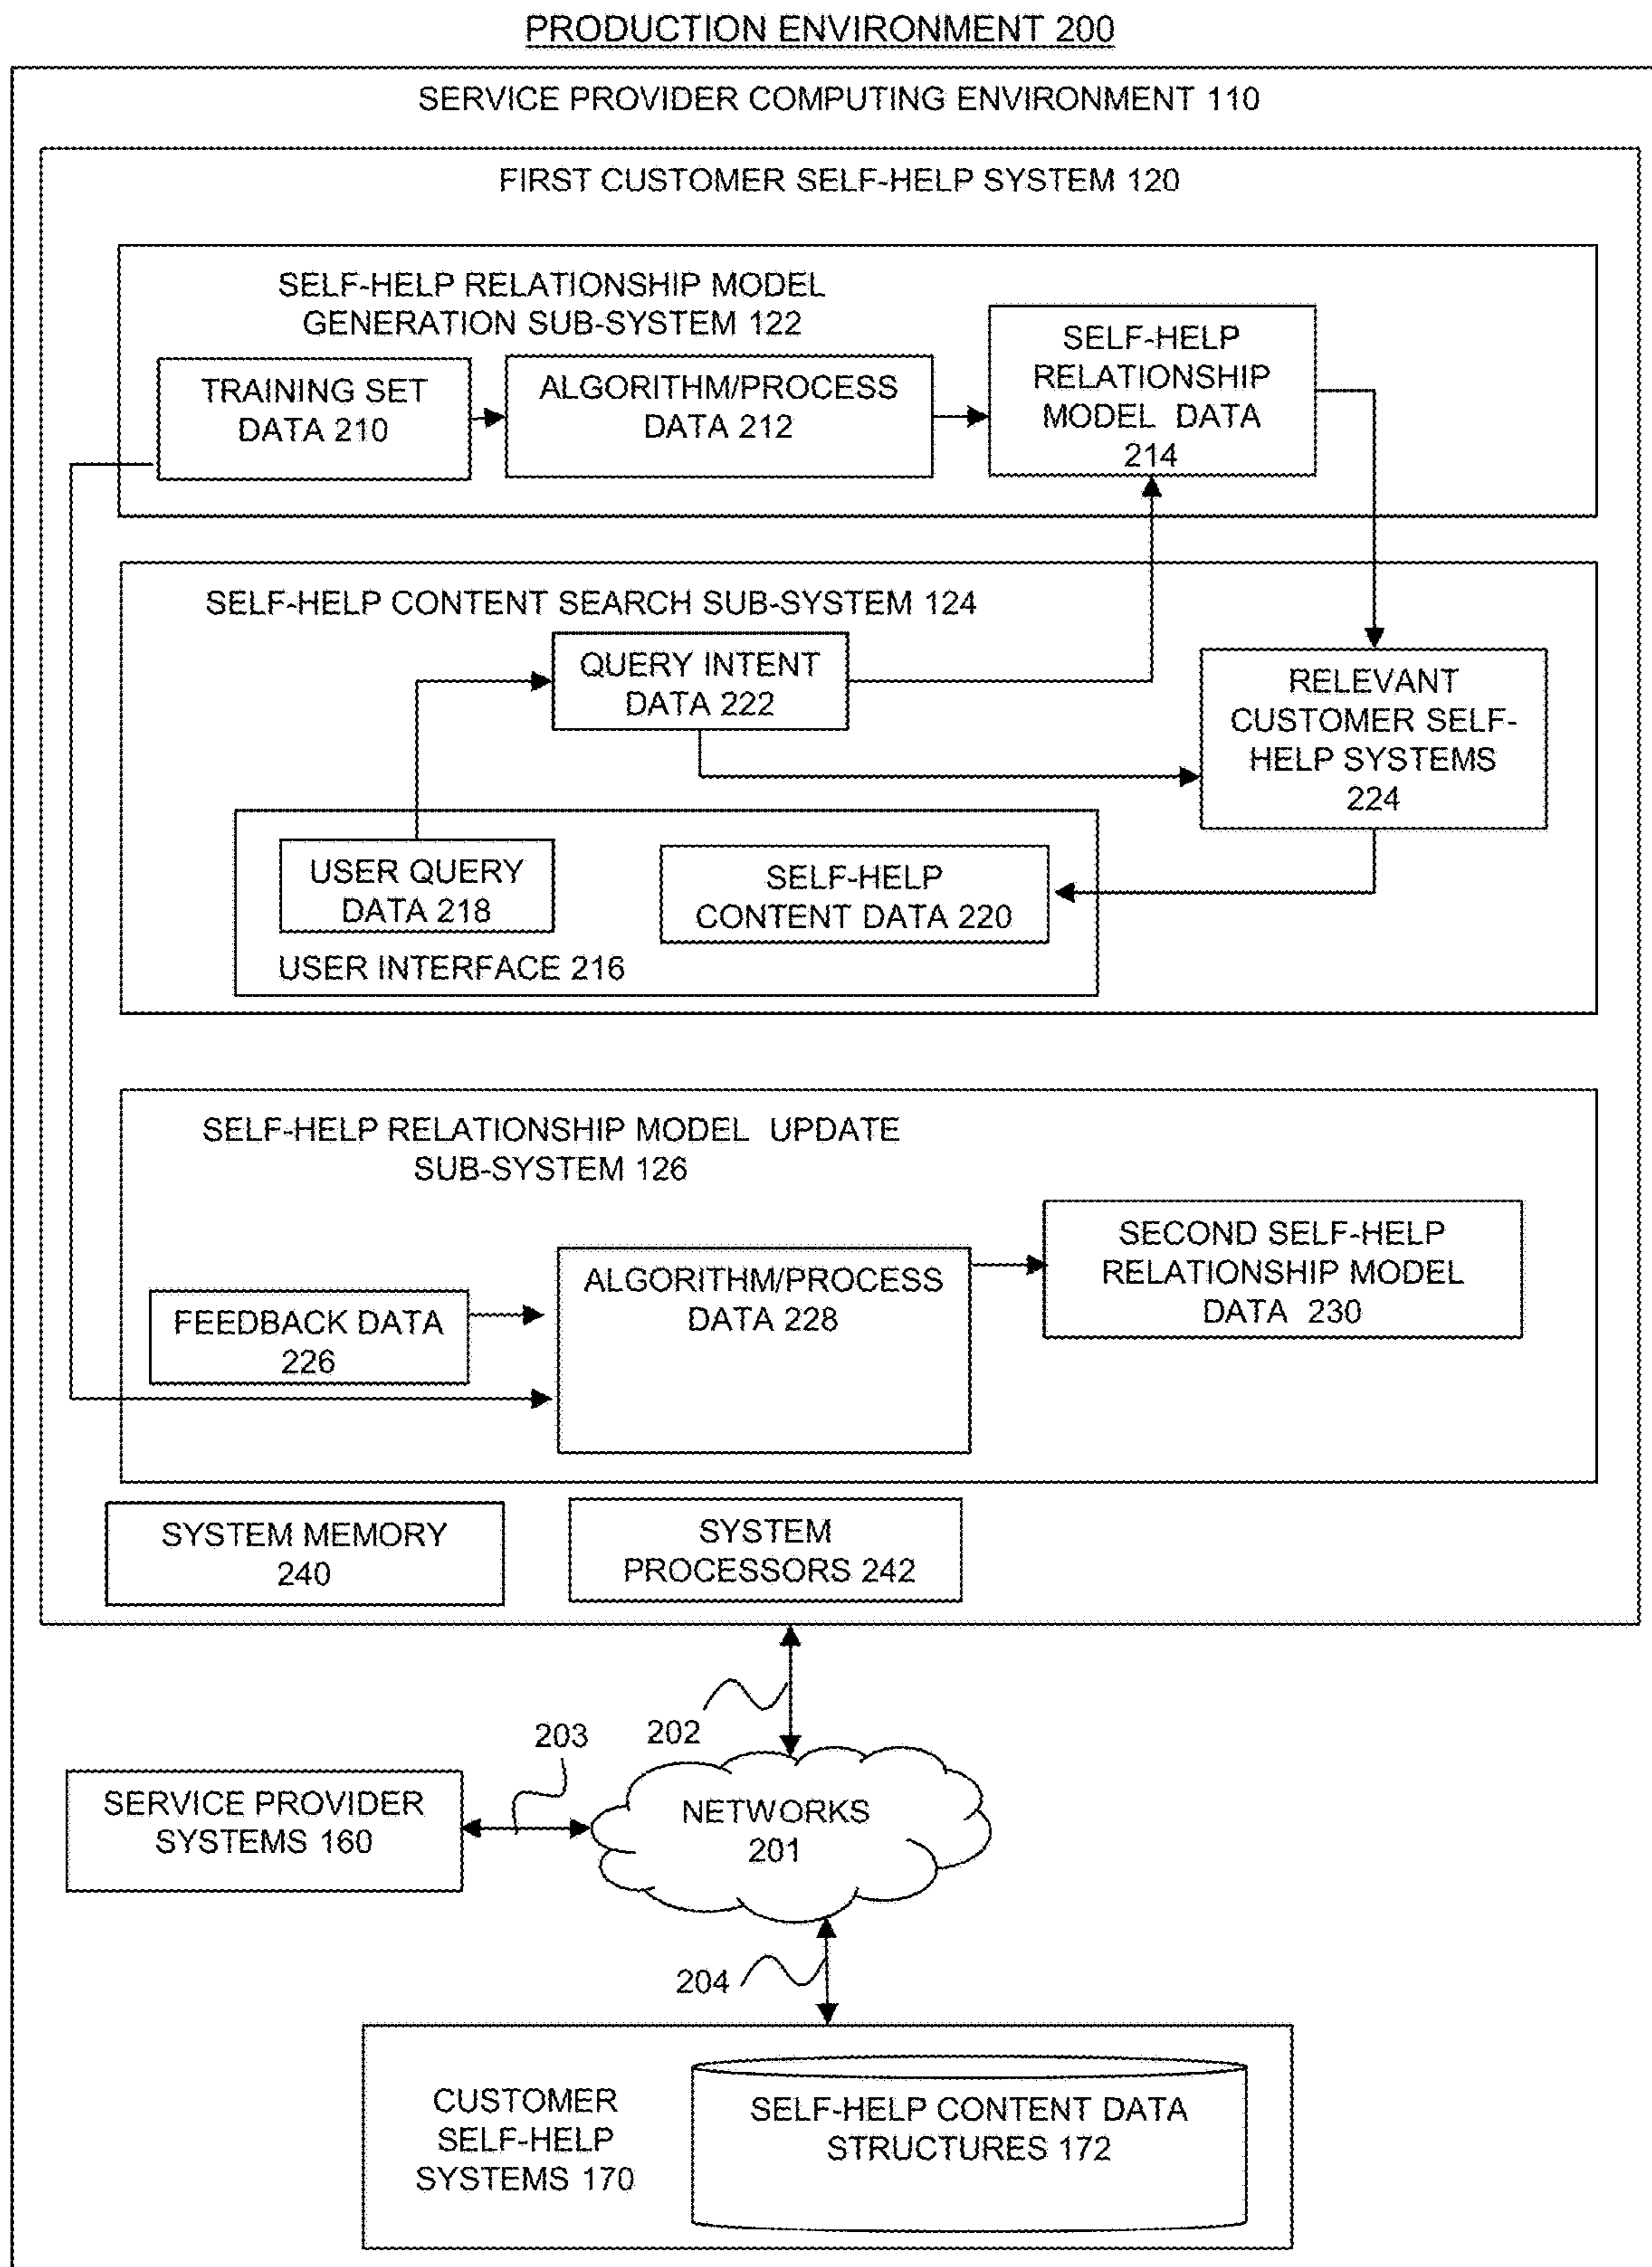 PRODUCTION ENVIRONMENT 200
SERVICE PROVIDER COMPUTING ENVIRONMENT 110
FIRST CUSTOMER SELF-HELP SYSTEM 120
SELF-HELP RELATIONSHIP MODEL
GENERATION SUB-SYSTEM 122
TRAINING SET
DATA 210
ALGORITHM/PROCESS
DATA 212
SELF-HELP
RELATIONSHIP
MODEL DATA
214
SELF-HELP CONTENT SEARCH SUB-SYSTEM 124
QUERY INTENT
DATA 222
RELEVANT
CUSTOMER SELF-
HELP SYSTEMS
224
USER QUERY
DATA 218
SELF-HELP
CONTENT DATA 220
USER INTERFACE 216
SELF-HELP RELATIONSHIP MODEL UPDATE
SUB-SYSTEM 126
FEEDBACK DATA
226
ALGORITHM/PROCESS
DATA 228
SECOND SELF-HELP
RELATIONSHIP MODEL
DATA 230
SYSTEM MEMORY
240
SYSTEM
PROCESSORS 242
202
203
SERVICE PROVIDER
SYSTEMS 160
NETWORKS
201
204
CUSTOMER
SELF-HELP
SYSTEMS 170
SELF-HELP CONTENT DATA
STRUCTURES 172